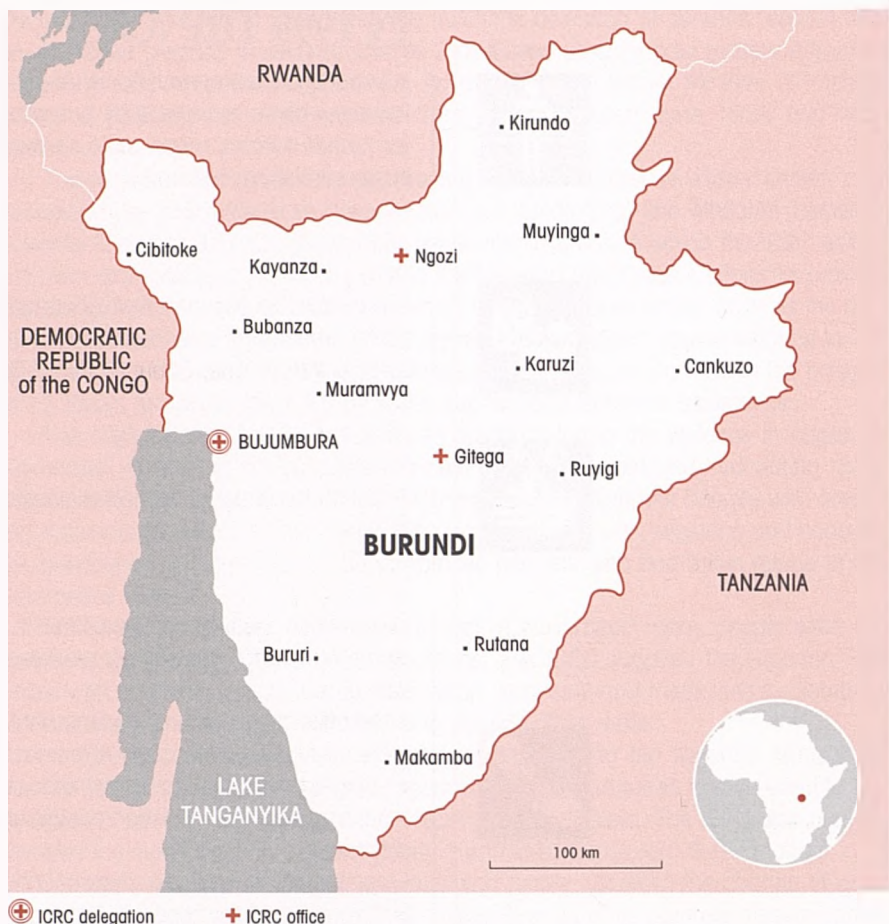 RWANDA
Kirundo
Muyinga
Cibitoke
Ngozi
Kayanza
Bubanza
DEMOCRATIC
REPUBLIC
of the CONGO
Karuzi
Cankuzo
Muramvya
BUJUMBURA
Gitega
Ruyigi
BURUNDI
TANZANIA
Rutana
Bururi
Makamba
LAKE
TANGANYIKA
100 km
ICRC delegation
ICRC office